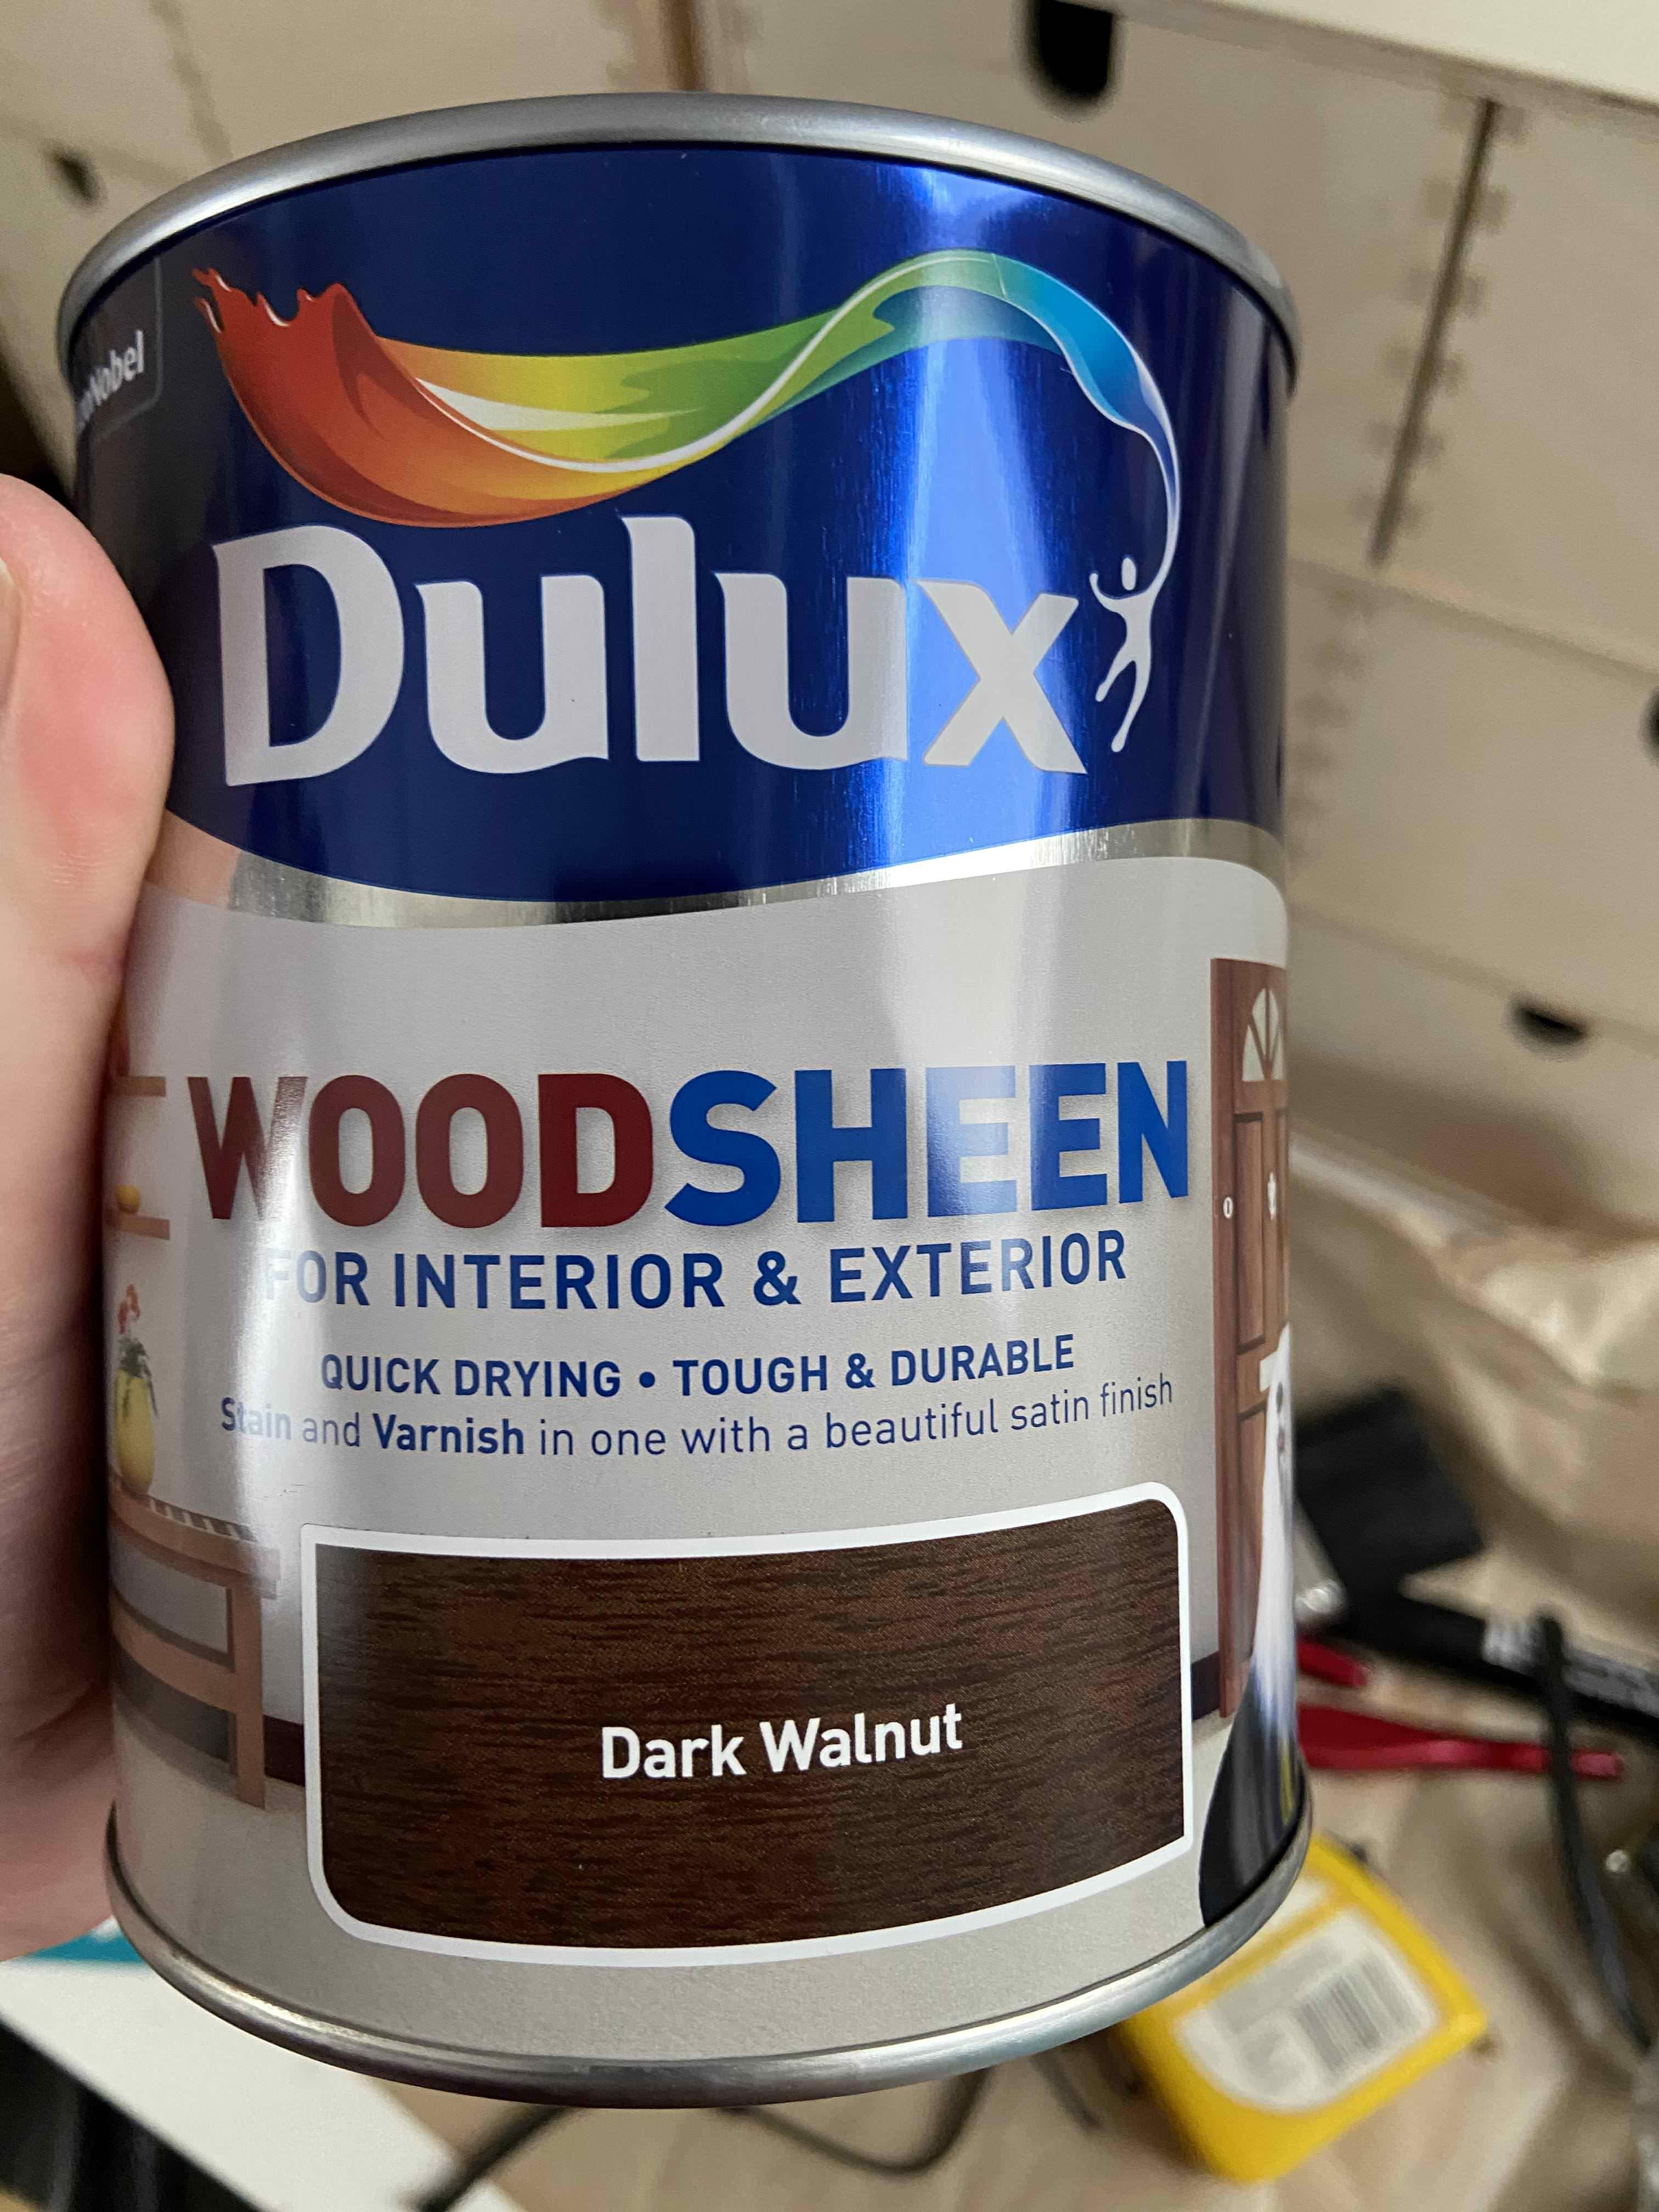 Dulux
WOODSHEEN
FOR INTERIOR & EXTERIOR
QUICK DRYING • TOUGH & DURABLE
Stain and Varnish in one with a beautiful satin finish
Dark Walnut